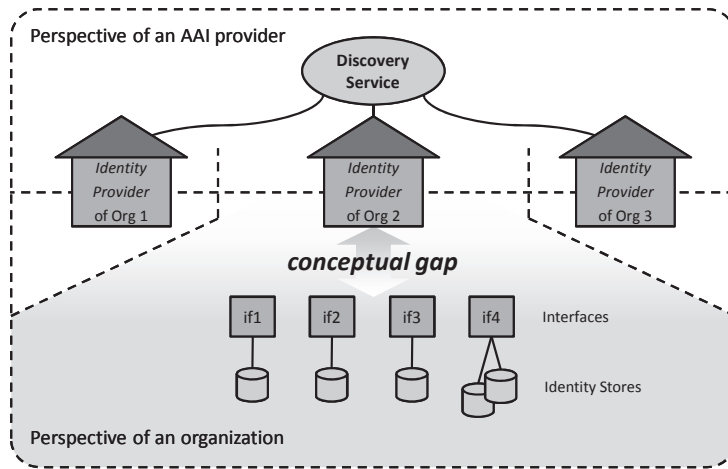 Perspective of an AAI provider
Discovery
Service
Identity
Provider
of Org 1
Identity
Provider
of Org 2
Identity
Provider
of Org 3
conceptual gap
if1
if2
if3
if4
Interfaces
Identity Stores
Perspective of an organization